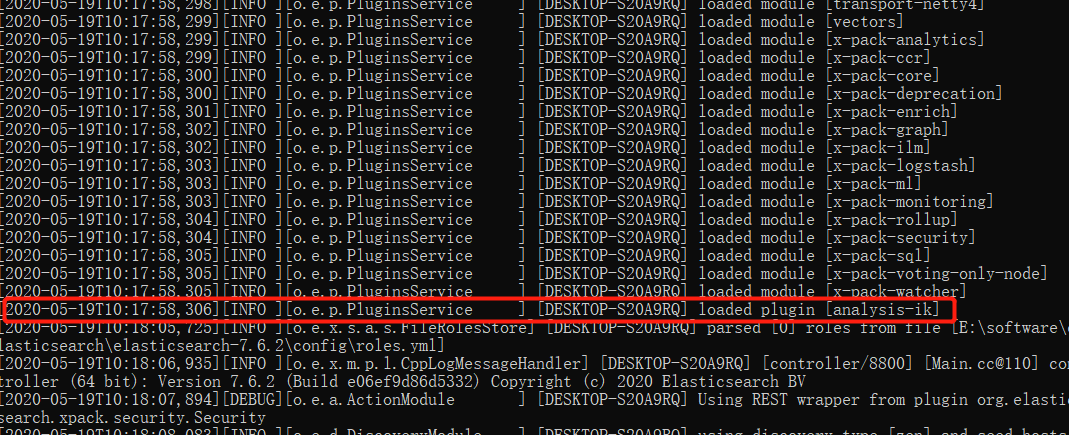 [2020-05-19T10:17:58,298][INFO ][o.e.p.PluginsService     ] [DESKTOP-S20A9RQ] loaded module [transport-netty4]
[2020-05-19T10:17:58,299][INFO ][o.e.p.PluginsService     ] [DESKTOP-S20A9RQ] loaded module [vectors]
[2020-05-19T10:17:58,299][INFO ][o.e.p.PluginsService     ] [DESKTOP-S20A9RQ] loaded module [x-pack-analytics]
[2020-05-19T10:17:58,299][INFO ][o.e.p.PluginsService     ] [DESKTOP-S20A9RQ] loaded module [x-pack-ccr]
[2020-05-19T10:17:58,300][INFO ][o.e.p.PluginsService     ] [DESKTOP-S20A9RQ] loaded module [x-pack-core]
[2020-05-19T10:17:58,300][INFO ][o.e.p.PluginsService     ] [DESKTOP-S20A9RQ] loaded module [x-pack-deprecation]
[2020-05-19T10:17:58,301][INFO ][o.e.p.PluginsService     ] [DESKTOP-S20A9RQ] loaded module [x-pack-enrich]
[2020-05-19T10:17:58,302][INFO ][o.e.p.PluginsService     ] [DESKTOP-S20A9RQ] loaded module [x-pack-graph]
[2020-05-19T10:17:58,302][INFO ][o.e.p.PluginsService     ] [DESKTOP-S20A9RQ] loaded module [x-pack-ilm]
[2020-05-19T10:17:58,303][INFO ][o.e.p.PluginsService     ] [DESKTOP-S20A9RQ] loaded module [x-pack-logstash]
[2020-05-19T10:17:58,303][INFO ][o.e.p.PluginsService     ] [DESKTOP-S20A9RQ] loaded module [x-pack-ml]
[2020-05-19T10:17:58,303][INFO ][o.e.p.PluginsService     ] [DESKTOP-S20A9RQ] loaded module [x-pack-monitoring]
[2020-05-19T10:17:58,304][INFO ][o.e.p.PluginsService     ] [DESKTOP-S20A9RQ] loaded module [x-pack-rollup]
[2020-05-19T10:17:58,304][INFO ][o.e.p.PluginsService     ] [DESKTOP-S20A9RQ] loaded module [x-pack-security]
[2020-05-19T10:17:58,305][INFO ][o.e.p.PluginsService     ] [DESKTOP-S20A9RQ] loaded module [x-pack-sql]
[2020-05-19T10:17:58,305][INFO ][o.e.p.PluginsService     ] [DESKTOP-S20A9RQ] loaded module [x-pack-voting-only-node]
[2020-05-19T10:17:58,305][INFO ][o.e.p.PluginsService     ] [DESKTOP-S20A9RQ] loaded module [x-pack-watcher]
[2020-05-19T10:17:58,306][INFO ][o.e.p.PluginsService     ] [DESKTOP-S20A9RQ] loaded plugin [analysis-ik]
[2020-05-19T10:18:05,725][INFO ][o.e.x.s.a.s.FileRolesStore] [DESKTOP-S20A9RQ] parsed [0] roles from file [E:\software\e
lasticsearch\elasticsearch-7.6.2\config\roles.yml]
[2020-05-19T10:18:06,935][INFO ][o.e.x.m.p.l.CppLogMessageHandler] [DESKTOP-S20A9RQ] [controller/8800] [Main.cc@110] con
troller (64 bit): Version 7.6.2 (Build e06ef9d86d5332) Copyright (c) 2020 Elasticsearch BV
[2020-05-19T10:18:07,894][DEBUG][o.e.a.ActionModule       ] [DESKTOP-S20A9RQ] Using REST wrapper from plugin org.elastic
search.xpack.security.Security
[2020-05-19T10:18:08,083][INFO ][o.e.d.DiscoveryModule    ] [DESKTOP-S20A9RQ] using discovery type [zen] and seed hosts